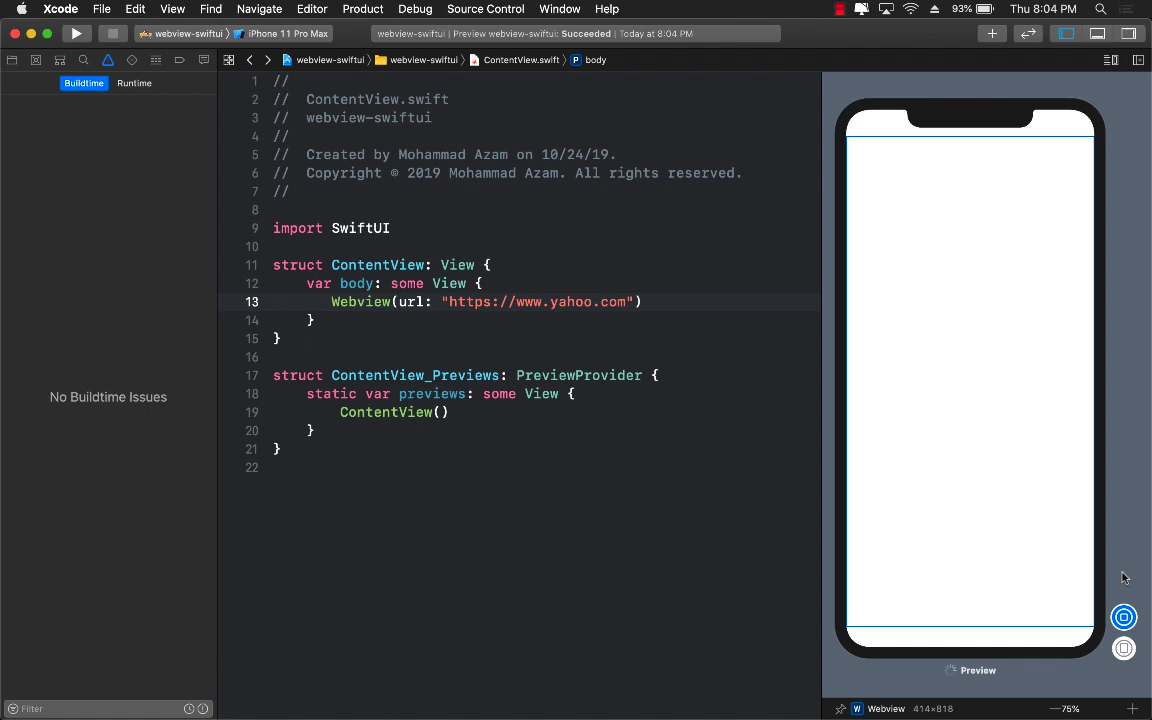 Xcode File Edit View Find Navigate Editor Product Debug Source Control Window Help 93% Thu 8:04 PM
webview-swiftui iPhone 11 Pro Max webview-swiftui | Preview webview-swiftui: Succeeded | Today at 8:04 PM
webview-swiftui webview-swiftui ContentView.swift P body
Buildtime Runtime
1 //
2 //  ContentView.swift
3 //  webview-swiftui
4 //
5 //  Created by Mohammad Azam on 10/24/19.
6 //  Copyright © 2019 Mohammad Azam. All rights reserved.
7 //
8
9 import SwiftUI
10
11 struct ContentView: View {
12 var body: some View {
13 Webview(url: "https://www.yahoo.com")
14 }
15 }
16
17 struct ContentView_Previews: PreviewProvider {
18 static var previews: some View {
19 ContentView()
20 }
21 }
22
No Buildtime Issues
Preview
Filter
W Webview 414×818 — 75% +